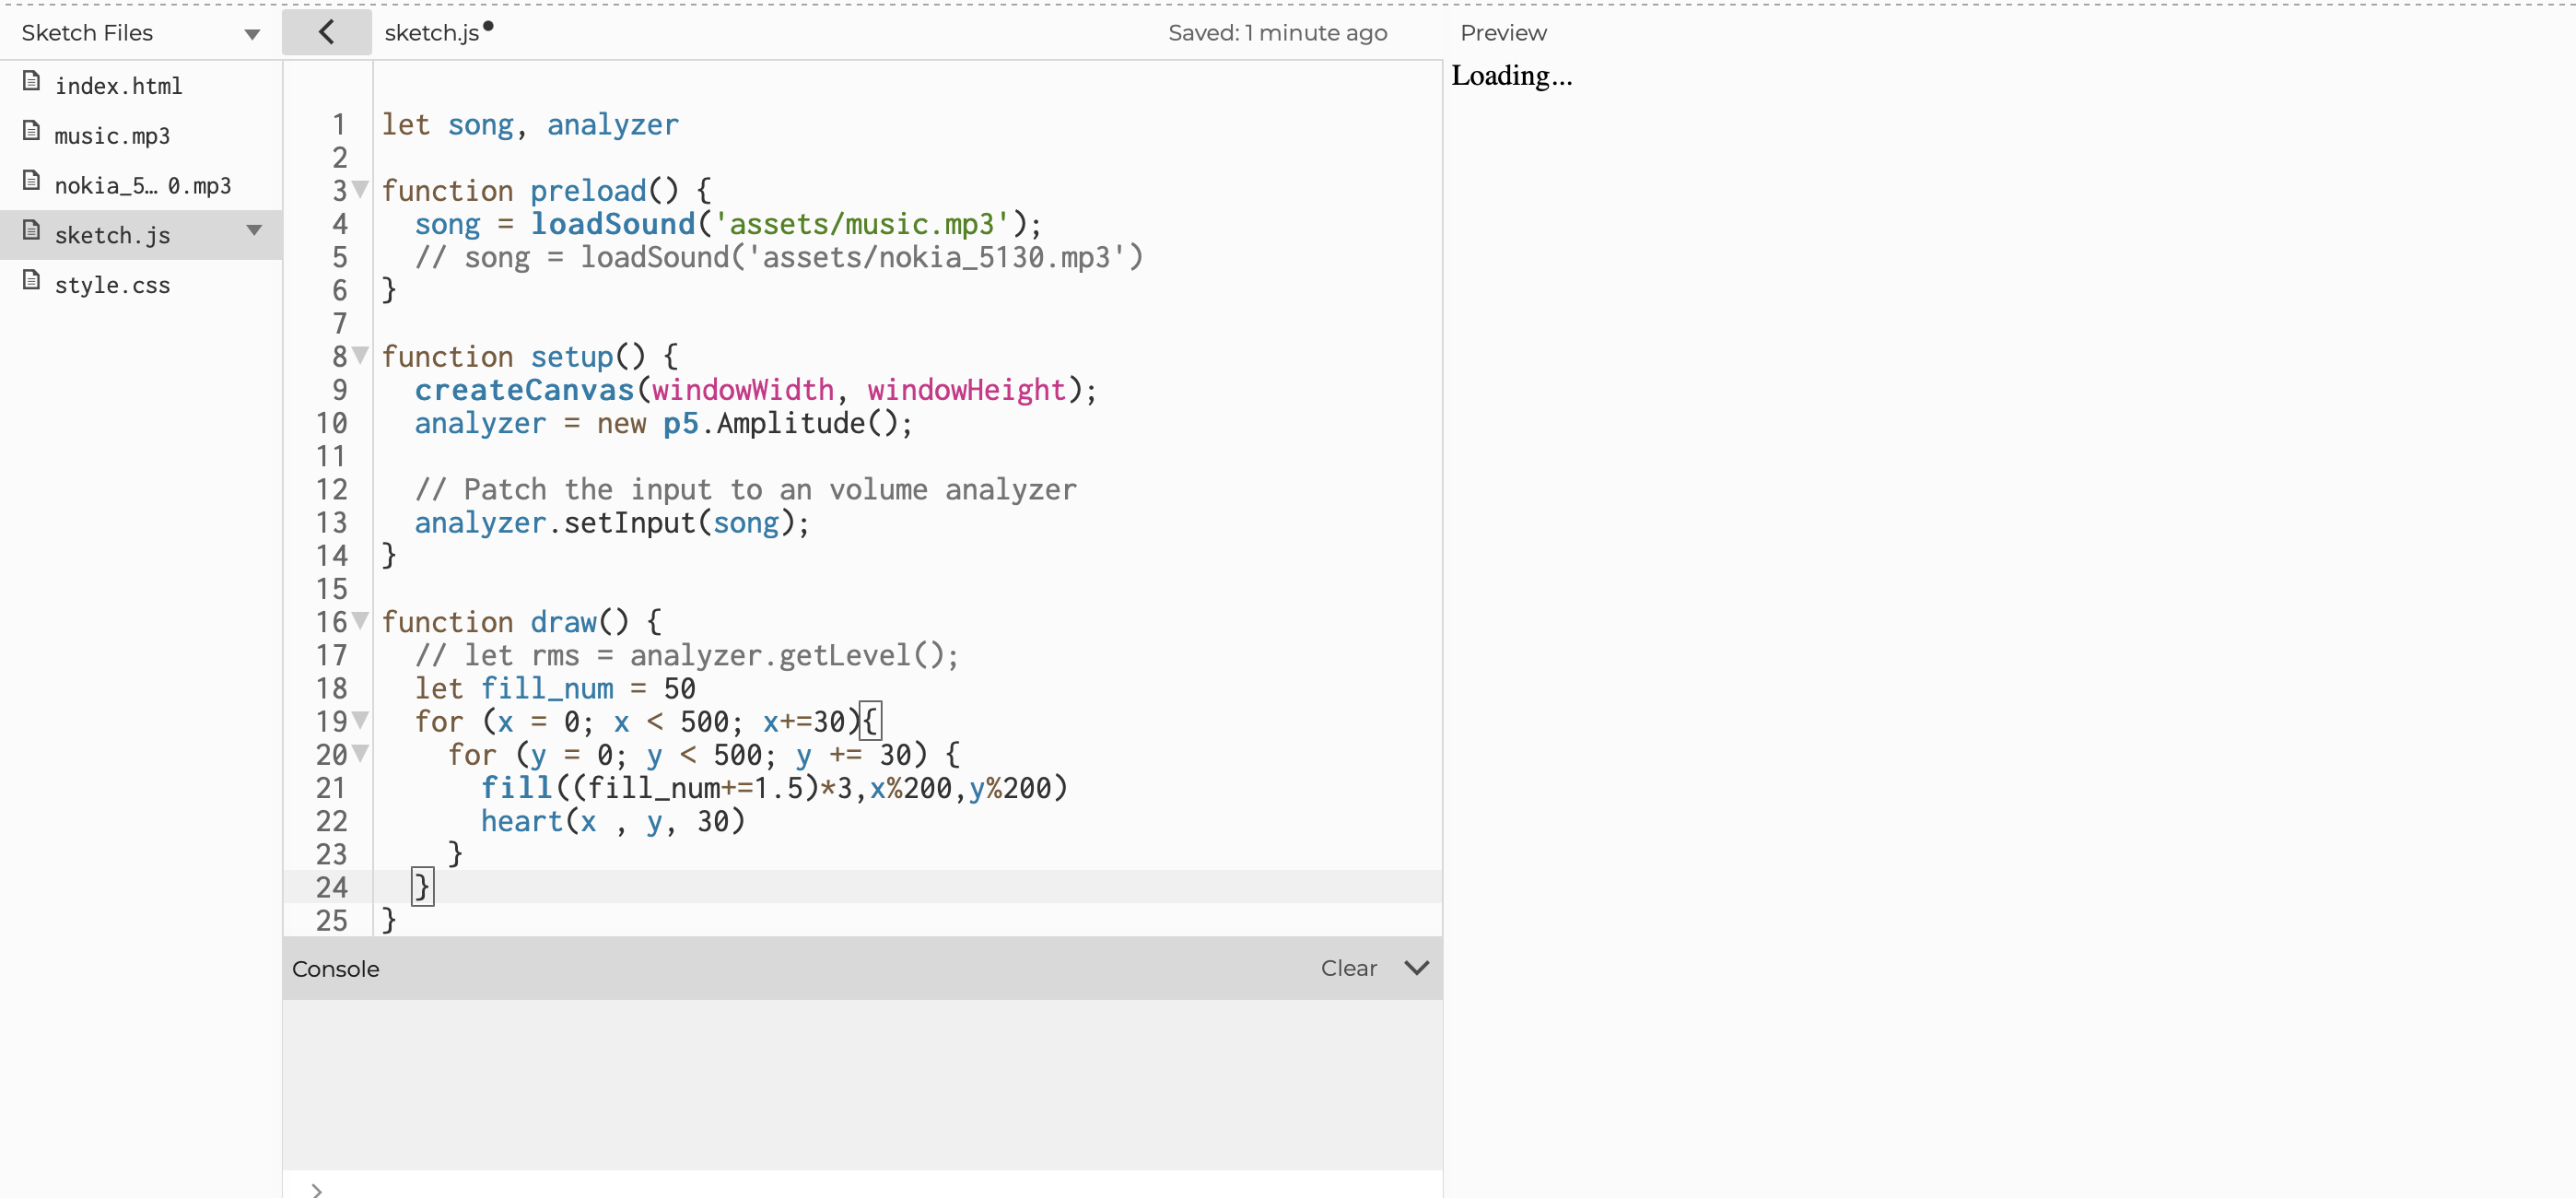 Sketch Files
index.html
music.mp3
nokia_5… 0.mp3
sketch.js
style.css
sketch.js
Saved: 1 minute ago
1 let song, analyzer
2
3 function preload() {
4   song = loadSound('assets/music.mp3');
5   // song = loadSound('assets/nokia_5130.mp3')
6 }
7
8 function setup() {
9   createCanvas(windowWidth, windowHeight);
10   analyzer = new p5.Amplitude();
11
12   // Patch the input to an volume analyzer
13   analyzer.setInput(song);
14 }
15
16 function draw() {
17   // let rms = analyzer.getLevel();
18   let fill_num = 50
19   for (x = 0; x < 500; x+=30){
20     for (y = 0; y < 500; y += 30) {
21       fill((fill_num+=1.5)*3,x%200,y%200)
22       heart(x , y, 30)
23     }
24   }
25 }
Console
Clear
>
Preview
Loading...